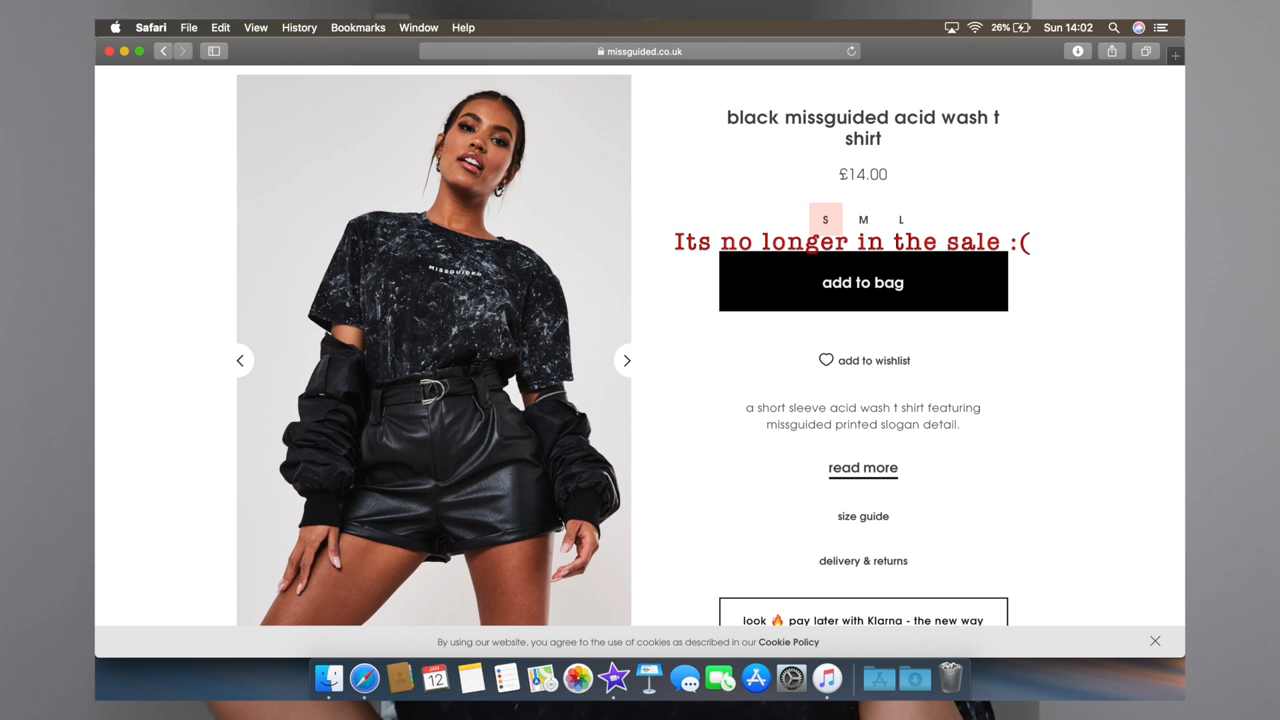 Safari File Edit View History Bookmarks Window Help 26% Sun 14:02
missguided.co.uk
black missguided acid wash t
shirt
£14.00
S M L
Its no longer in the sale :(
add to bag
MISSGUIDED
add to wishlist
a short sleeve acid wash t shirt featuring
missguided printed slogan detail.
read more
size guide
delivery & returns
look 🔥 pay later with Klarna - the new way
By using our website, you agree to the use of cookies as described in our Cookie Policy
12